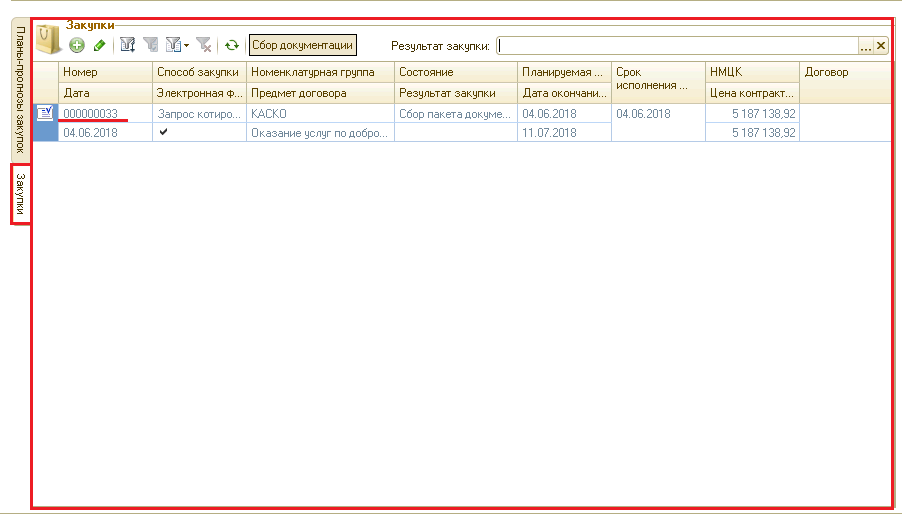 Закупки
Сбор документации Результат закупки: ...
Планы-прогнозы закупок
Закупки
Номер Способ закупки Номенклатурная группа Состояние Планируемая ... Срок исполнения ... НМЦК Договор
Дата Электронная ф... Предмет договора Результат закупки Дата окончани... Цена контракт...
000000033 Запрос котиро... КАСКО Сбор пакета докуме... 04.06.2018 04.06.2018 5 187 138,92
04.06.2018 Оказание услуг по добро... 11.07.2018 5 187 138,92